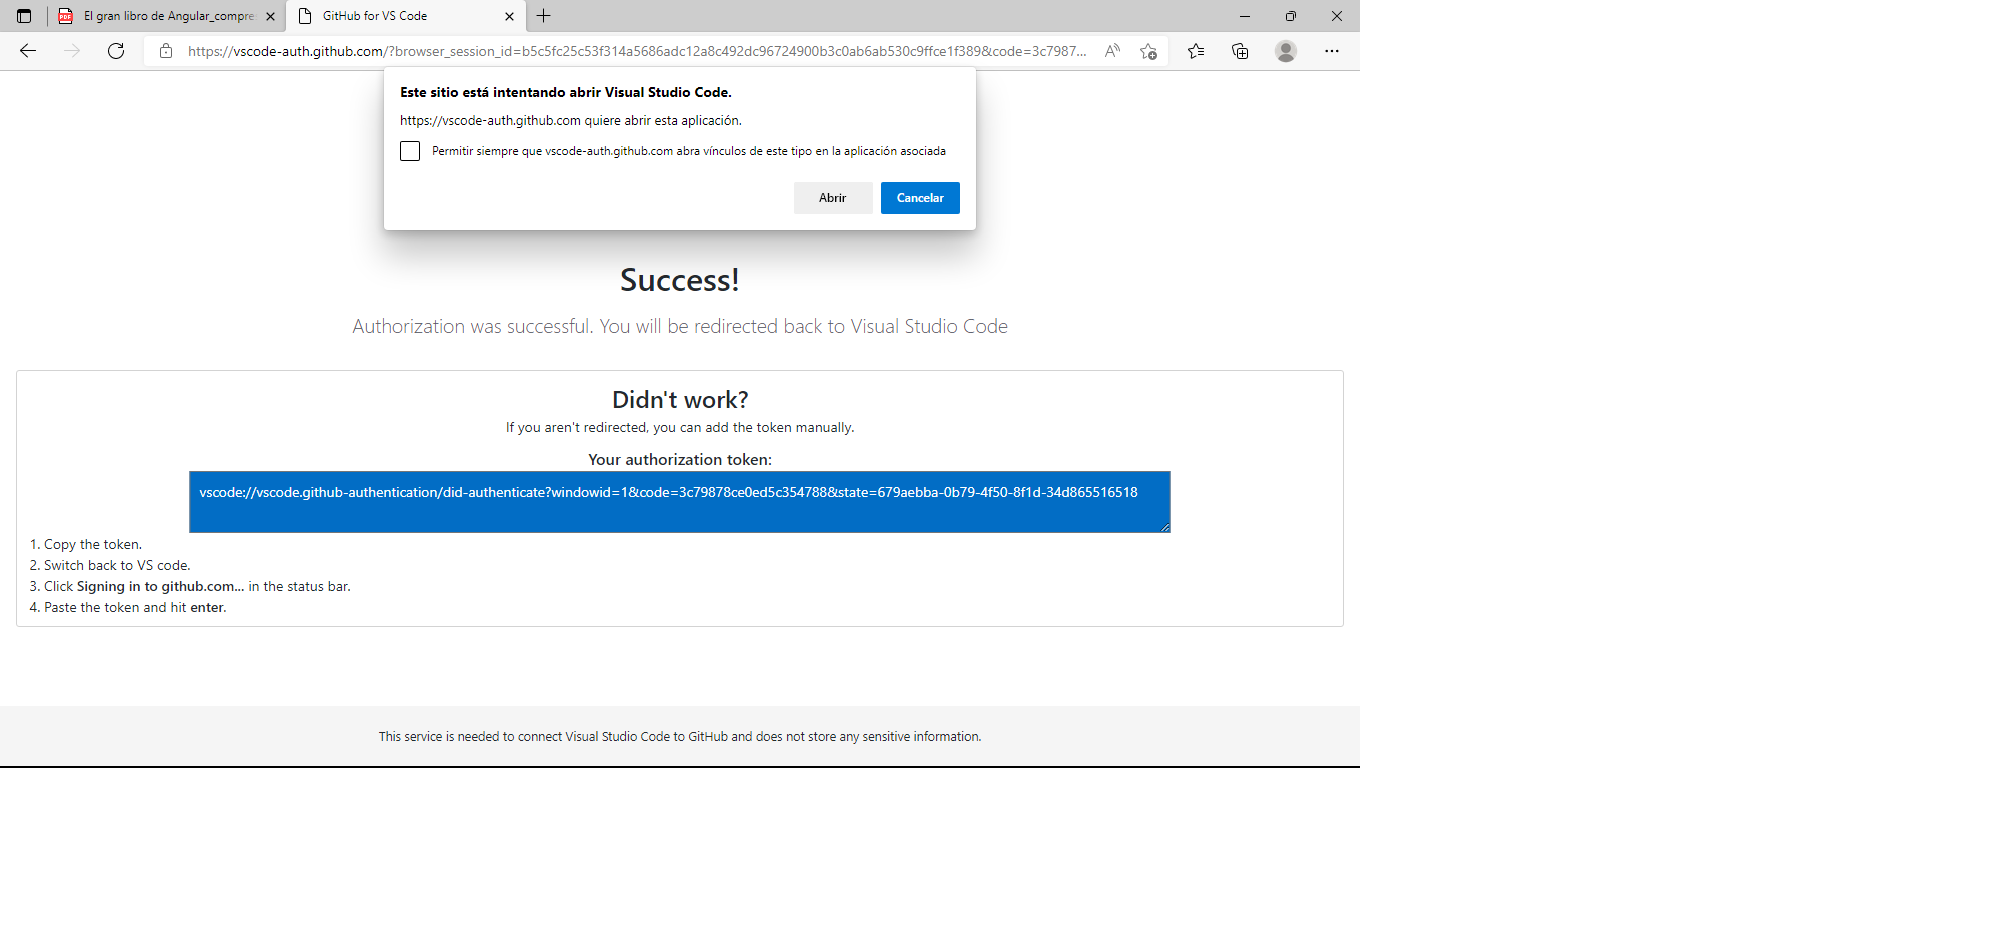 El gran libro de Angular_compre
GitHub for VS Code
https://vscode-auth.github.com/?browser_session_id=b5c5fc25c53f314a5686adc12a8c492dc96724900b3c0ab6ab530c9ffce1f389&code=3c7987...
Este sitio está intentando abrir Visual Studio Code.
https://vscode-auth.github.com quiere abrir esta aplicación.
Permitir siempre que vscode-auth.github.com abra vínculos de este tipo en la aplicación asociada
Abrir
Cancelar
Success!
Authorization was successful. You will be redirected back to Visual Studio Code
Didn't work?
If you aren't redirected, you can add the token manually.
Your authorization token:
vscode://vscode.github-authentication/did-authenticate?windowid=1&code=3c79878ce0ed5c354788&state=679aebba-0b79-4f50-8f1d-34d865516518
1. Copy the token.
2. Switch back to VS code.
3. Click Signing in to github.com... in the status bar.
4. Paste the token and hit enter.
This service is needed to connect Visual Studio Code to GitHub and does not store any sensitive information.